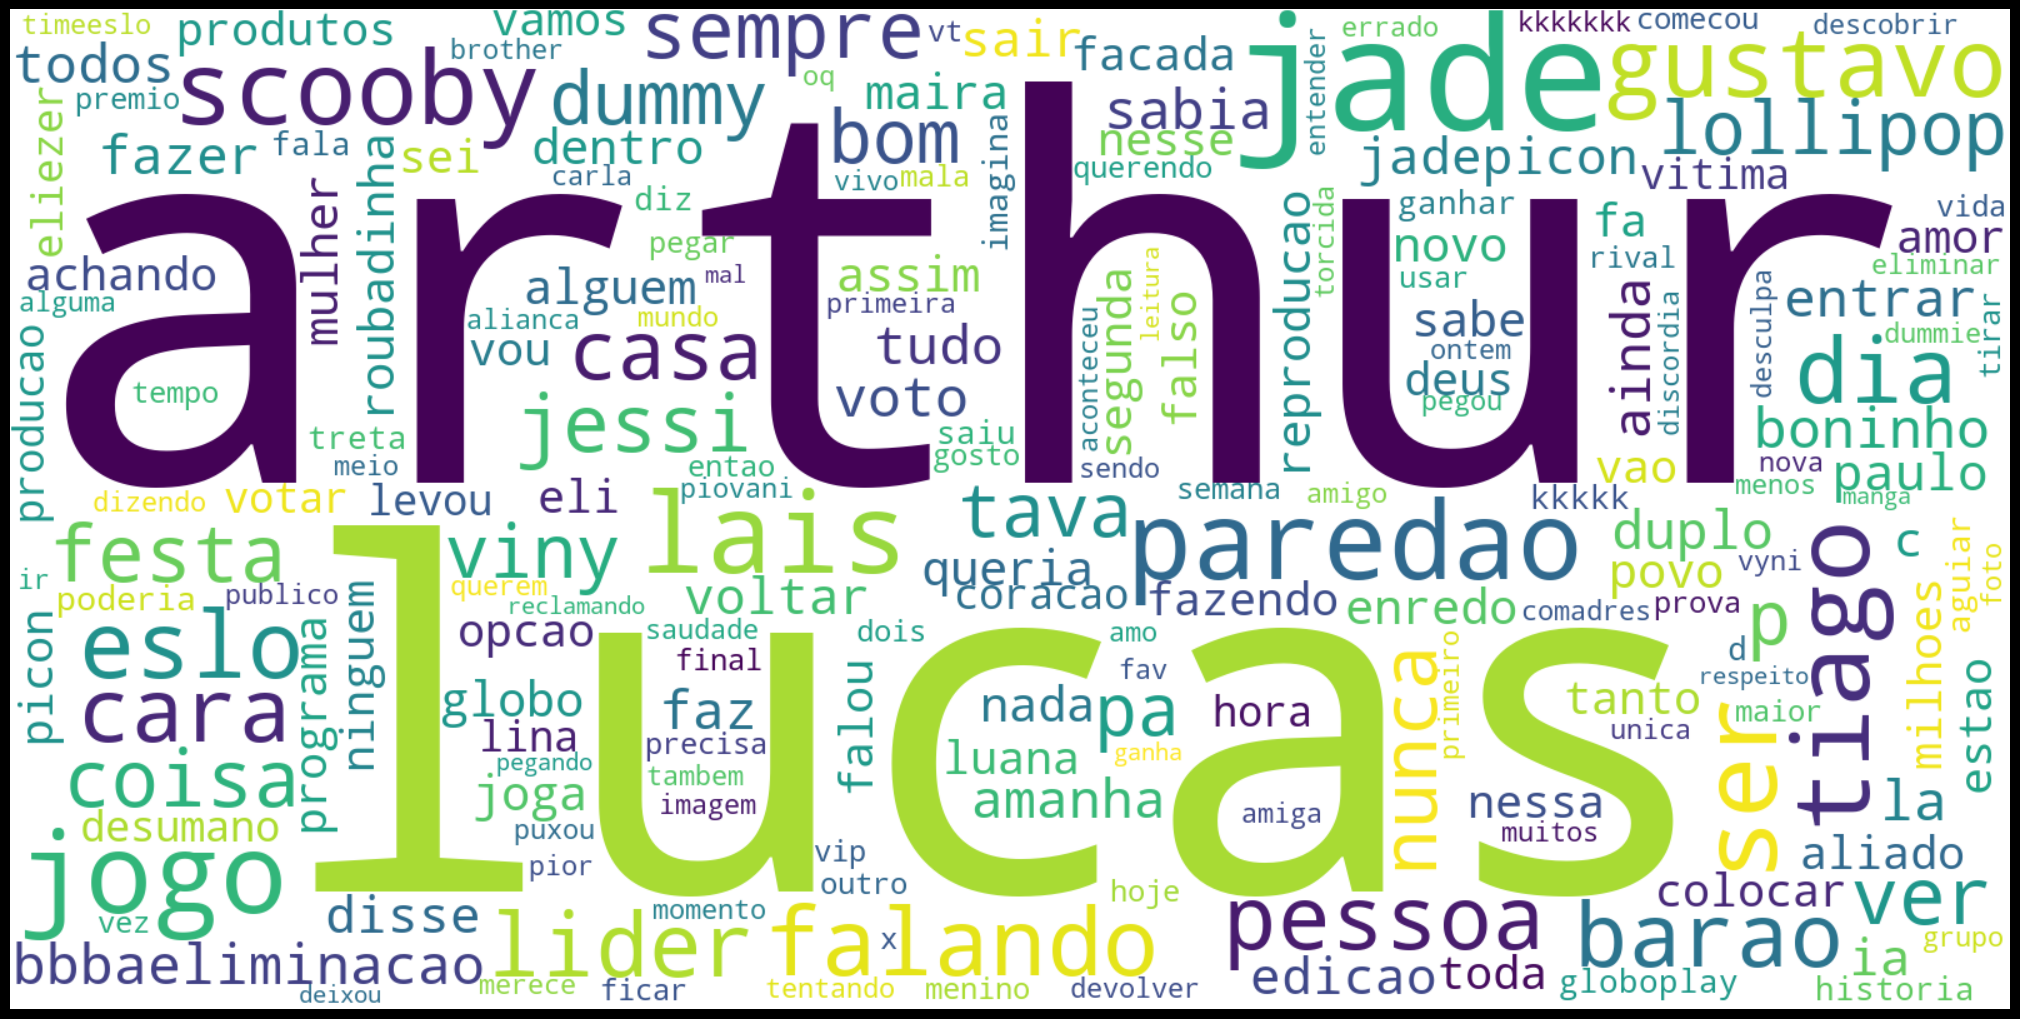 timeeslo
produtos
vamos
sempre
vt
sair
jade
errado
kkkkkkk
comecou
descobrir
todos
scooby
brother
dummy
oq
maira
facada
entender
gustavo
premio
bom
sabia
lollipop
eliezer
fazer
fala
roubadinha
sei
dentro
imagina
nesse
jadepicon
vitima
carla
vivo
mala
querendo
arthur
mulher
diz
reproducao
torcida
ganhar
fa
vida
pegar
novo
amor
achando
alguem
mal
assim
segunda
leitura
usar
rival
eliminar
alguma
alianca
mundo
primeira
aconteceu
falso
sabe
ainda
discordia
desculpa
entrar
producao
vou
casa
tudo
ontem
dummie
tirar
tempo
voto
deus
dia
jessi
pegou
treta
saiu
boninho
meio
entao
gosto
sendo
vao
nova
paulo
dizendo
votar
levou
eli
piovani
semana
amigo
kkkkk
menos
manga
festa
viny
lais
tava
paredao
duplo
tiago
c
aguiar
foto
ir
poderia
publico
ninguem
querem
queria
povo
vyni
reclamando
voltar
coracao
fazendo
enredo
comadres
prova
p
milhoes
picon
eslo
programa
lucas
opcao
saudade
dois
amo
primeiro
d
estao
final
fav
nunca
respeito
cara
globo
faz
falou
nada
pa
hora
tanto
ser
maior
lina
precisa
unica
coisa
pegando
luana
ganha
joga
tambem
amanha
nessa
la
desumano
imagem
amiga
jogo
puxou
muitos
pior
vip
aliado
outro
hoje
colocar
ver
vez
disse
momento
pessoa
barao
bbbaeliminacao
lider
falando
x
grupo
edicao
toda
ia
deixou
merece
ficar
tentando
menino
devolver
globoplay
historia